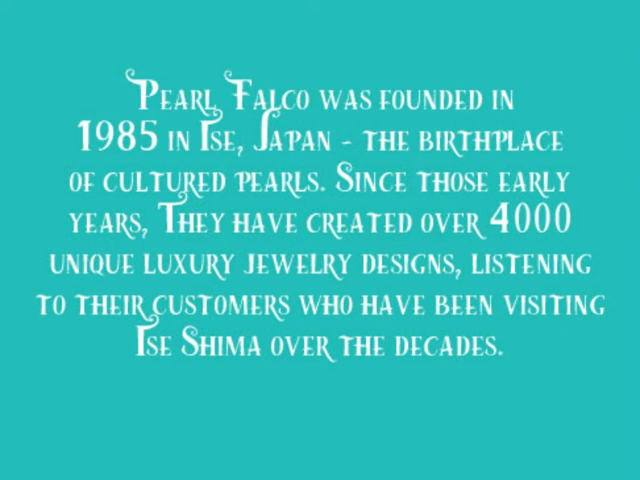 Pearl Falco was founded in
1985 in Ise, Japan - the birthplace
of cultured pearls. Since those early
years, They have created over 4000
unique luxury jewelry designs, listening
to their customers who have been visiting
Ise Shima over the decades.